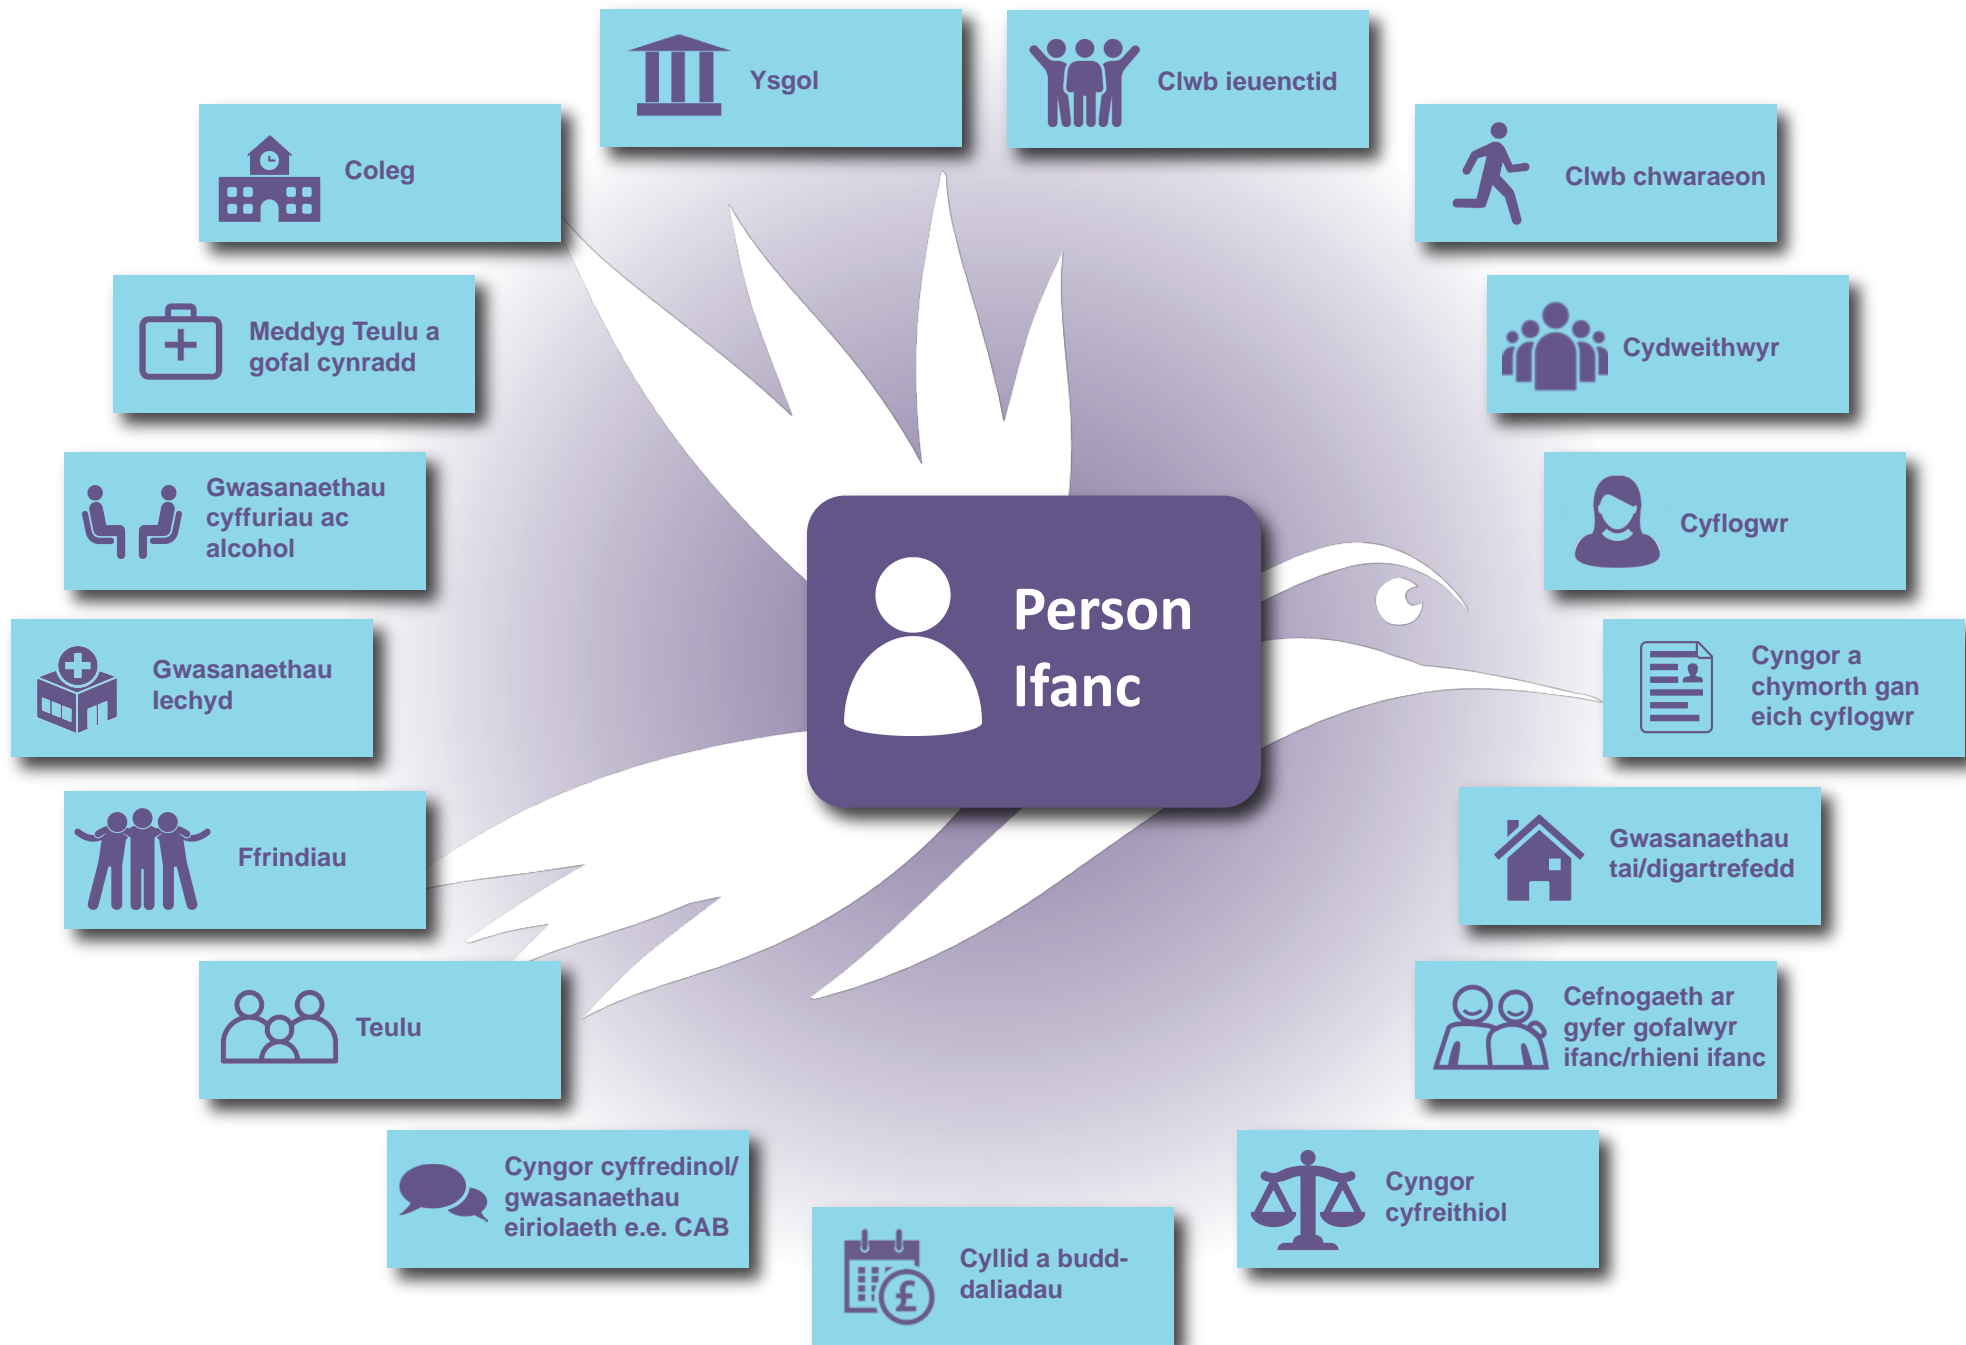 Ysgol
Clwb ieuenctid
Coleg
Clwb chwaraeon
Meddyg Teulu a
gofal cynradd
Cydweithwyr
Gwasanaethau
cyffuriau ac
alcohol
Cyflogwr
Person
Ifanc
Gwasanaethau
Iechyd
Cyngor a
chymorth gan
eich cyflogwr
Ffrindiau
Gwasanaethau
tai/digartrefedd
Teulu
Cefnogaeth ar
gyfer gofalwyr
ifanc/rhieni ifanc
Cyngor cyffredinol/
gwasanaethau
eiriolaeth e.e. CAB
Cyngor
cyfreithiol
Cyllid a budd-
daliadau
£